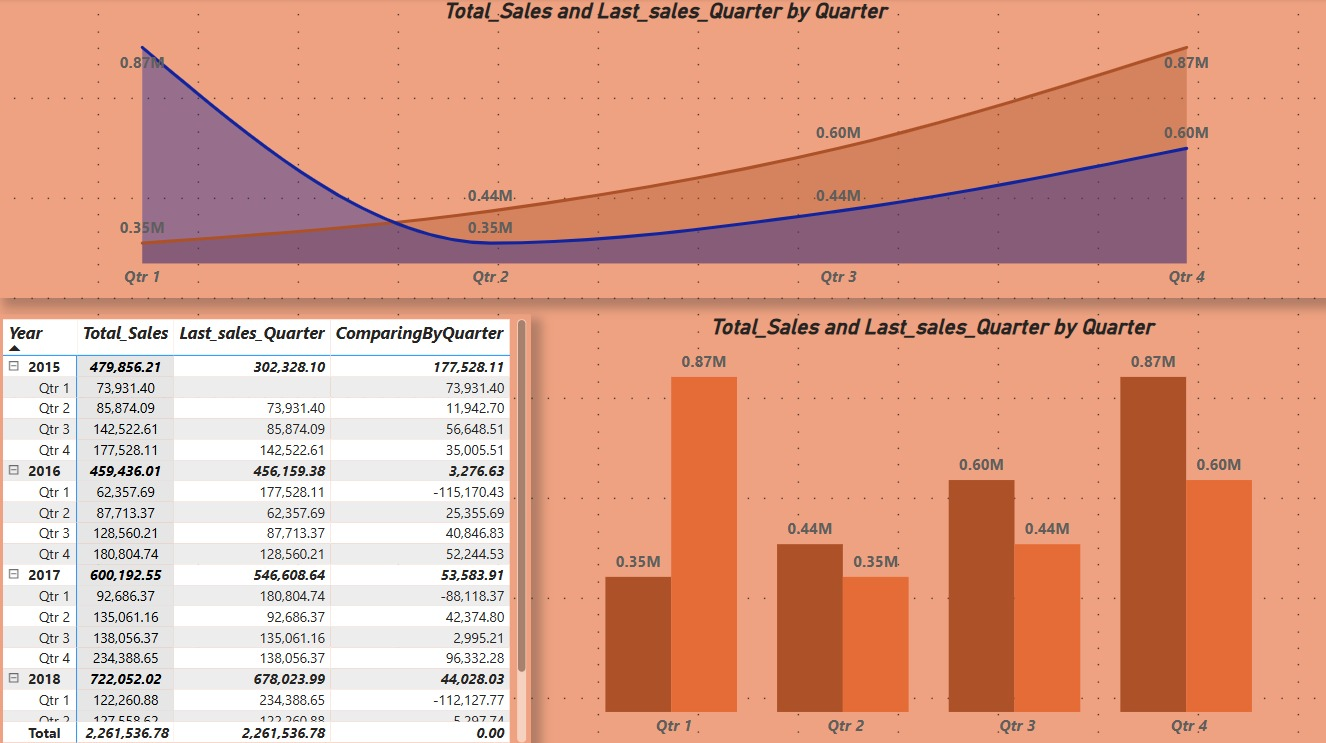 Total_Sales and Last_sales_Quarter by Quarter
0.87M 0.87M
0.60M 0.60M
0.44M 0.44M
0.35M 0.35M
Qtr 1 Qtr 2 Qtr 3 Qtr 4
Year Total_Sales Last_sales_Quarter ComparingByQuarter
2015 479,856.21 302,328.10 177,528.11
Qtr 1 73,931.40 73,931.40
Qtr 2 85,874.09 73,931.40 11,942.70
Qtr 3 142,522.61 85,874.09 56,648.51
Qtr 4 177,528.11 142,522.61 35,005.51
2016 459,436.01 456,159.38 3,276.63
Qtr 1 62,357.69 177,528.11 -115,170.43
Qtr 2 87,713.37 62,357.69 25,355.69
Qtr 3 128,560.21 87,713.37 40,846.83
Qtr 4 180,804.74 128,560.21 52,244.53
2017 600,192.55 546,608.64 53,583.91
Qtr 1 92,686.37 180,804.74 -88,118.37
Qtr 2 135,061.16 92,686.37 42,374.80
Qtr 3 138,056.37 135,061.16 2,995.21
Qtr 4 234,388.65 138,056.37 96,332.28
2018 722,052.02 678,023.99 44,028.03
Qtr 1 122,260.88 234,388.65 -112,127.77
Qtr 2 127,558.62 122,260.88 5,297.74
Total 2,261,536.78 2,261,536.78 0.00
Total_Sales and Last_sales_Quarter by Quarter
0.87M 0.87M
0.60M 0.60M
0.44M 0.44M
0.35M 0.35M
Qtr 1 Qtr 2 Qtr 3 Qtr 4